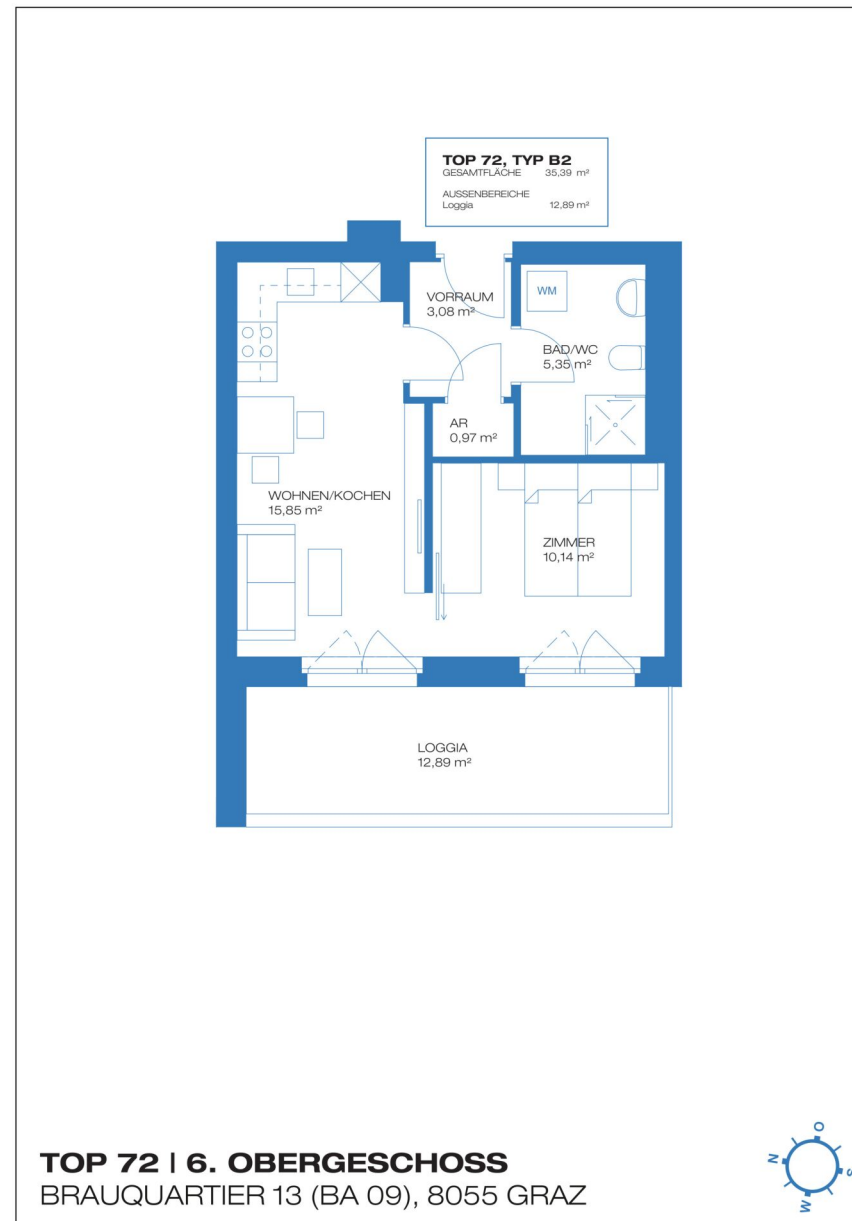 TOP 72, TYP B2
GESAMTFLÄCHE 35,39 m²
AUSSENBEREICHE
Loggia 12,89 m²
VORRAUM
3,08 m²
WM
BAD/WC
5,35 m²
AR
0,97 m²
WOHNEN/KOCHEN
15,85 m²
ZIMMER
10,14 m²
LOGGIA
12,89 m²
TOP 72 | 6. OBERGESCHOSS
BRAUQUARTIER 13 (BA 09), 8055 GRAZ
O
N
S
W